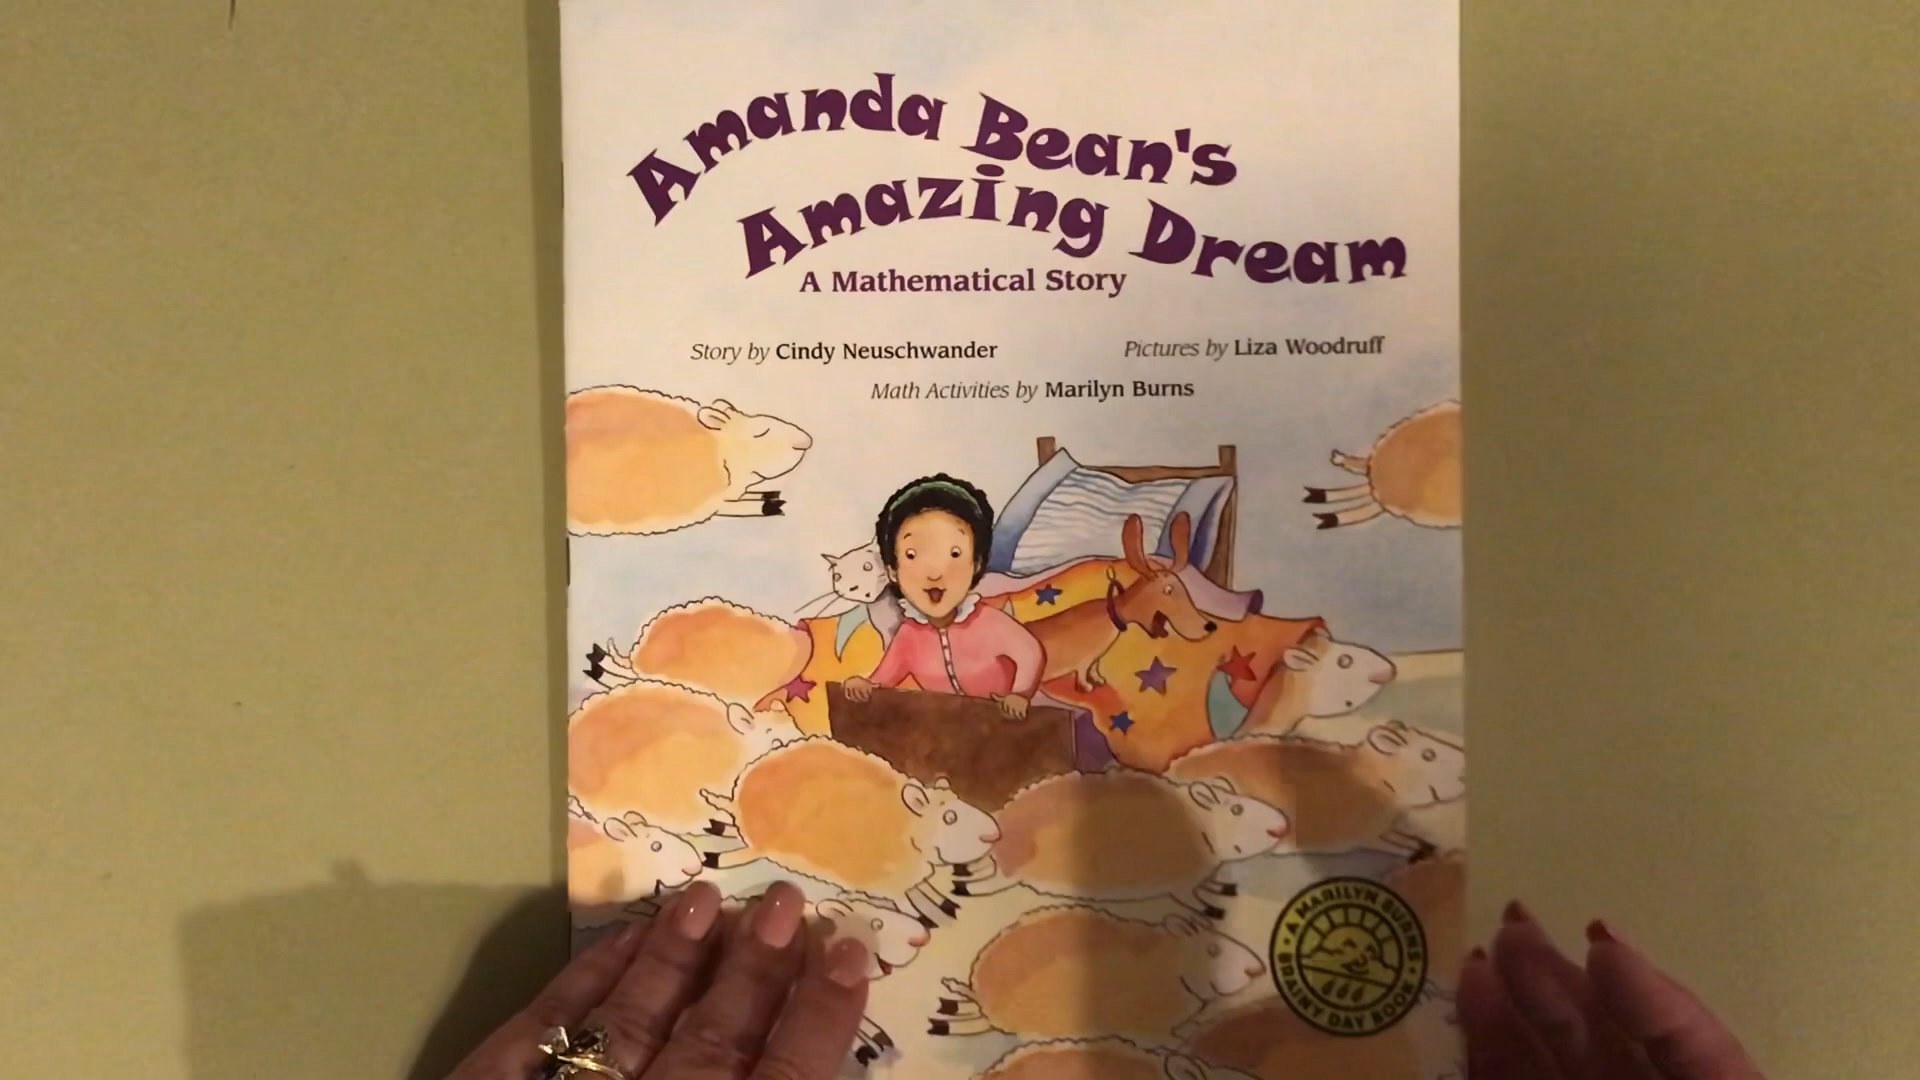 Amanda Bean's
Amazing Dream
A Mathematical Story
Story by Cindy Neuschwander
Pictures by Liza Woodruff
Math Activities by Marilyn Burns
A MARILYN BURNS
BRAINY DAY BOOK